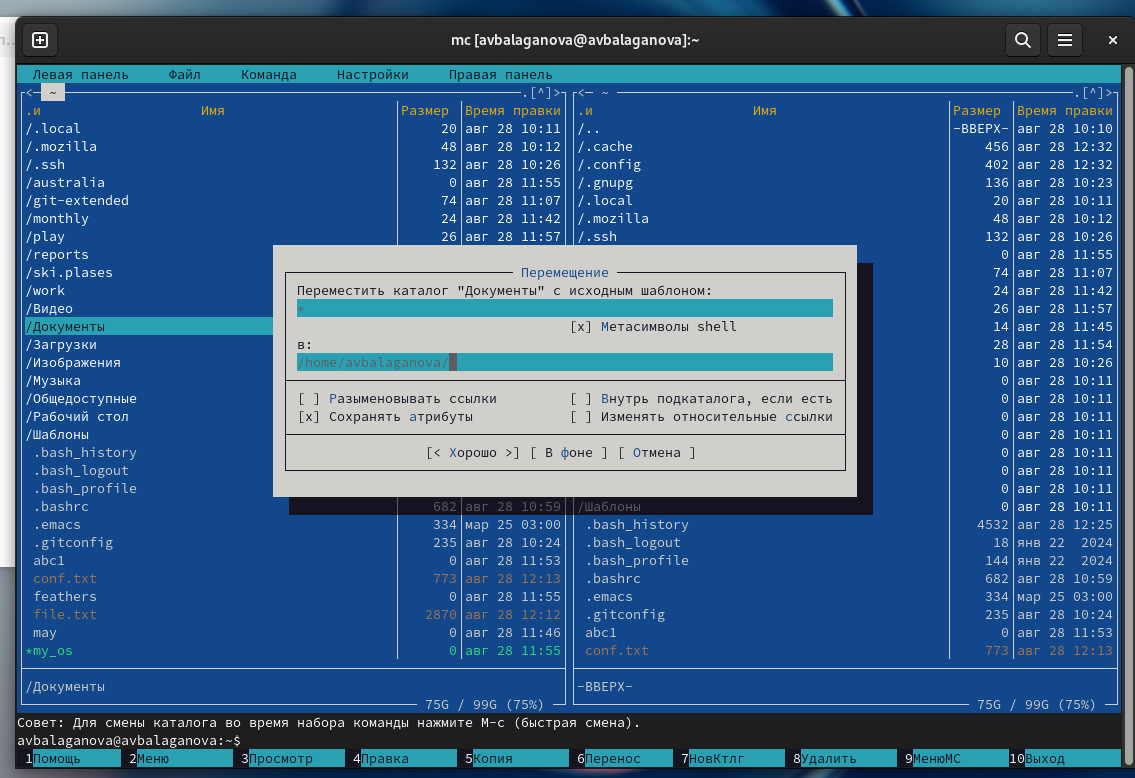 mc [avbalaganova@avbalaganova]:~
Левая панель Файл Команда Настройки Правая панель
<─ ~ .[^]> <─ ~ .[^]>
.и Имя Размер Время правки .и Имя Размер Время правки
/.local 20 авг 28 10:11 /.. -ВВЕРХ- авг 28 10:10
/.mozilla 48 авг 28 10:12 /.cache 456 авг 28 12:32
/.ssh 132 авг 28 10:26 /.config 402 авг 28 12:32
/australia 0 авг 28 11:55 /.gnupg 136 авг 28 10:23
/git-extended 74 авг 28 11:07 /.local 20 авг 28 10:11
/monthly 24 авг 28 11:42 /.mozilla 48 авг 28 10:12
/play 26 авг 28 11:57 /.ssh 132 авг 28 10:26
/reports 0 авг 28 11:55
/ski.plases Перемещение 74 авг 28 11:07
/work Переместить каталог "Документы" с исходным шаблоном: 24 авг 28 11:42
/Видео * 26 авг 28 11:57
/Документы [x] Метасимволы shell 14 авг 28 11:45
/Загрузки в: 28 авг 28 11:54
/Изображения /home/avbalaganova/ 10 авг 28 10:26
/Музыка 0 авг 28 10:11
/Общедоступные [ ] Разыменовывать ссылки [ ] Внутрь подкаталога, если есть 0 авг 28 10:11
/Рабочий стол [x] Сохранять атрибуты [ ] Изменять относительные ссылки 0 авг 28 10:11
/Шаблоны 0 авг 28 10:11
.bash_history [< Хорошо >] [ В фоне ] [ Отмена ] 0 авг 28 10:11
.bash_logout 0 авг 28 10:11
.bash_profile 0 авг 28 10:11
.bashrc 682 авг 28 10:59 /Шаблоны 0 авг 28 10:11
.emacs 334 мар 25 03:00 .bash_history 4532 авг 28 12:25
.gitconfig 235 авг 28 10:24 .bash_logout 18 янв 22 2024
abc1 0 авг 28 11:53 .bash_profile 144 янв 22 2024
conf.txt 773 авг 28 12:13 .bashrc 682 авг 28 10:59
feathers 0 авг 28 11:55 .emacs 334 мар 25 03:00
file.txt 2870 авг 28 12:12 .gitconfig 235 авг 28 10:24
may 0 авг 28 11:46 abc1 0 авг 28 11:53
*my_os 0 авг 28 11:55 conf.txt 773 авг 28 12:13
/Документы -ВВЕРХ-
75G / 99G (75%) 75G / 99G (75%)
Совет: Для смены каталога во время набора команды нажмите M-c (быстрая смена).
avbalaganova@avbalaganova:~$
1Помощь 2Меню 3Просмотр 4Правка 5Копия 6Перенос 7НовКтлг 8Удалить 9МенюМС 10Выход